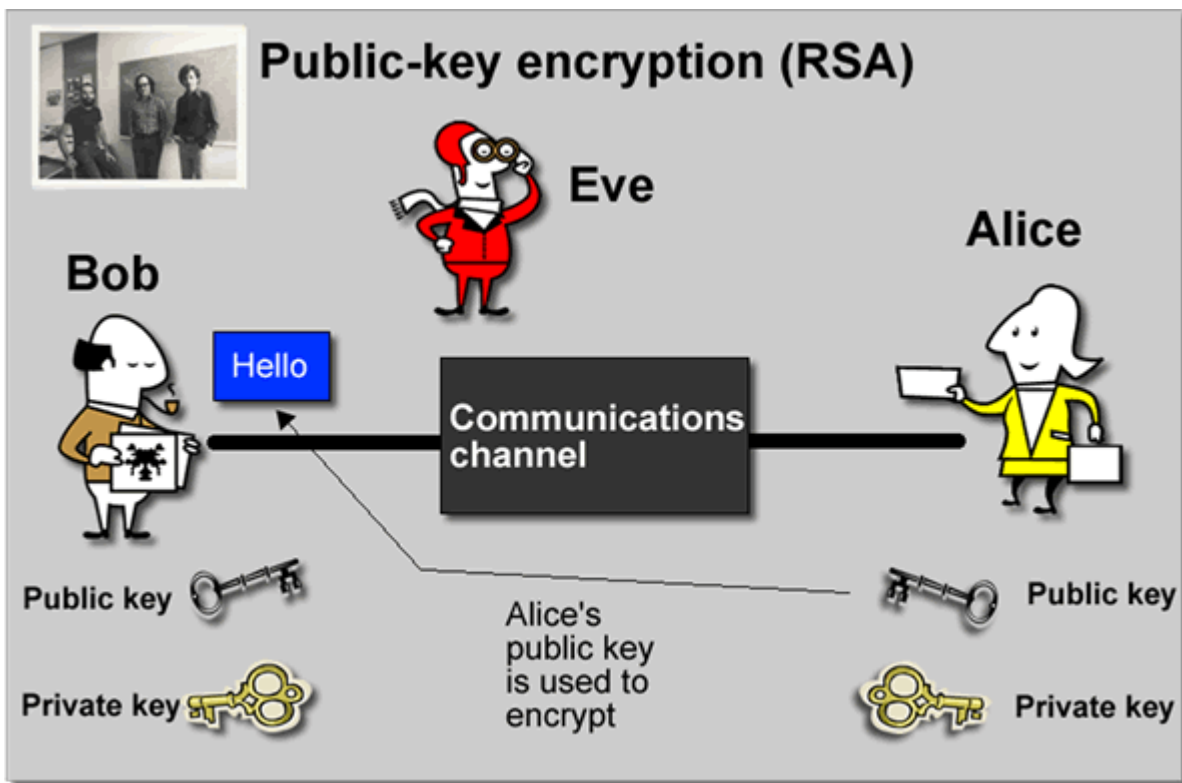 Public-key encryption (RSA)
Eve
Alice
Bob
Hello
Communications
channel
Public key
Public key
Alice's
public key
is used to
encrypt
Private key
Private key